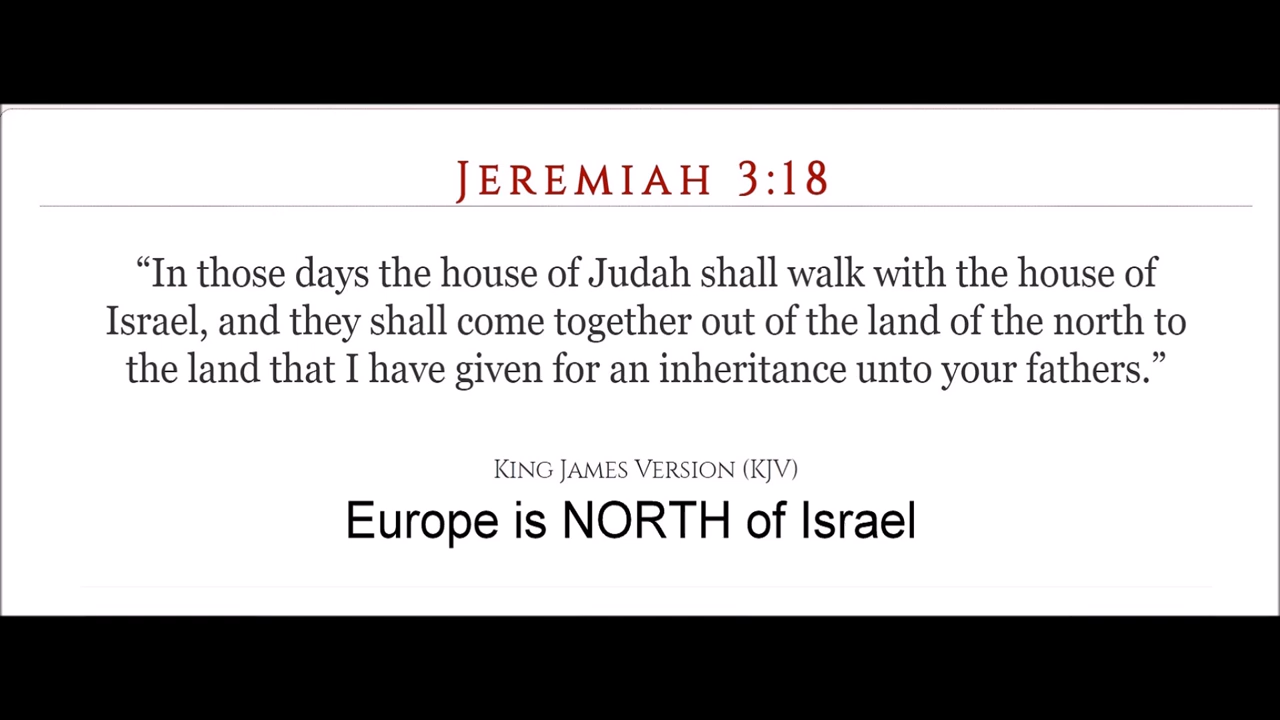 JEREMIAH 3:18
“In those days the house of Judah shall walk with the house of
Israel, and they shall come together out of the land of the north to
the land that I have given for an inheritance unto your fathers.”
KING JAMES VERSION (KJV)
Europe is NORTH of Israel